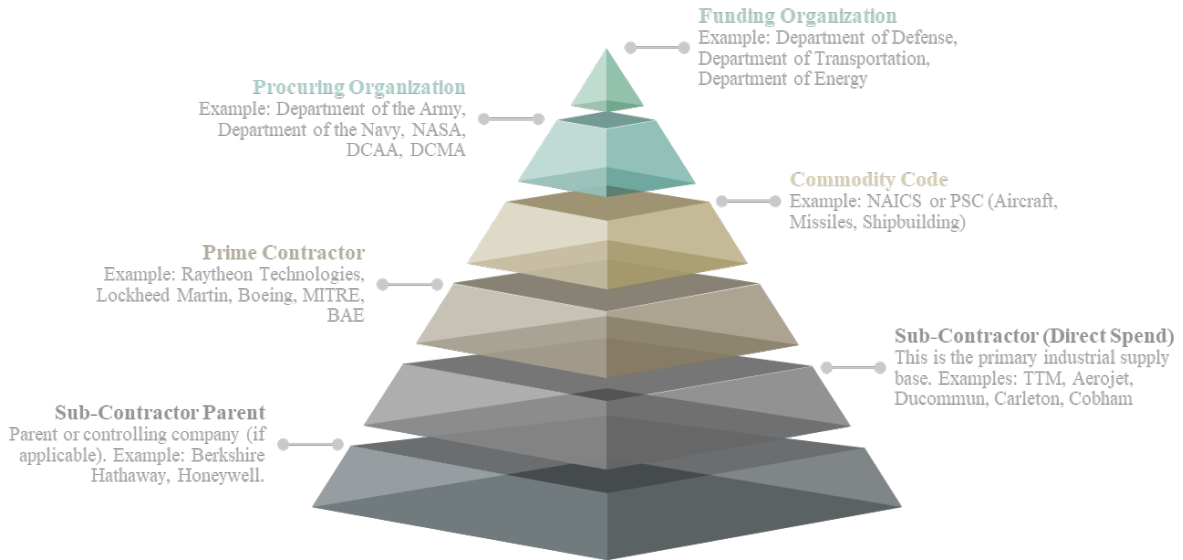 Funding Organization
Example: Department of Defense,
Department of Transportation,
Department of Energy
Procuring Organization
Example: Department of the Army,
Department of the Navy, NASA,
DCAA, DCMA
Commodity Code
Example: NAICS or PSC (Aircraft,
Missiles, Shipbuilding)
Prime Contractor
Example: Raytheon Technologies,
Lockheed Martin, Boeing, MITRE,
BAE
Sub-Contractor (Direct Spend)
This is the primary industrial supply
base. Examples: TTM, Aerojet,
Ducommun, Carleton, Cobham
Sub-Contractor Parent
Parent or controlling company (if
applicable). Example: Berkshire
Hathaway, Honeywell.